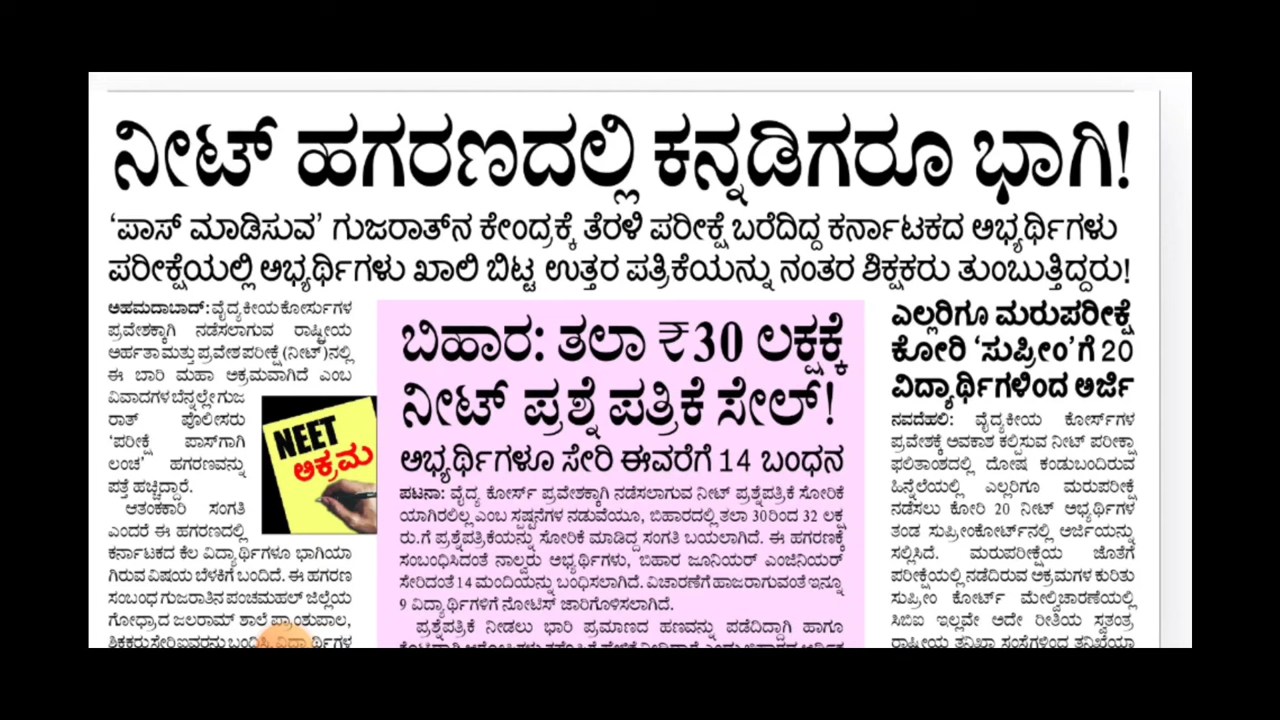 ನೀಟ್ ಹಗರಣದಲ್ಲಿ ಕನ್ನಡಿಗರೂ ಭಾಗಿ!
‘ಪಾಸ್ ಮಾಡಿಸುವ’ ಗುಜರಾತ್‌ನ ಕೇಂದ್ರಕ್ಕೆ ತೆರಳಿ ಪರೀಕ್ಷೆ ಬರೆದಿದ್ದ ಕರ್ನಾಟಕದ ಅಭ್ಯರ್ಥಿಗಳು
ಪರೀಕ್ಷೆಯಲ್ಲಿ ಅಭ್ಯರ್ಥಿಗಳು ಖಾಲಿ ಬಿಟ್ಟ ಉತ್ತರ ಪತ್ರಿಕೆಯನ್ನು ನಂತರ ಶಿಕ್ಷಕರು ತುಂಬುತ್ತಿದ್ದರು!
ಅಹಮದಾಬಾದ್: ವೈದ್ಯಕೀಯ ಕೋರ್ಸುಗಳ
ಪ್ರವೇಶಕ್ಕಾಗಿ ನಡೆಸಲಾಗುವ ರಾಷ್ಟ್ರೀಯ
ಅರ್ಹತಾ ಮತ್ತು ಪ್ರವೇಶ ಪರೀಕ್ಷೆ (ನೀಟ್)ನಲ್ಲಿ
ಈ ಬಾರಿ ಮಹಾ ಅಕ್ರಮವಾಗಿದೆ ಎಂಬ
ವಿವಾದಗಳ ಬೆನ್ನಲ್ಲೇ ಗುಜ
ರಾತ್ ಪೊಲೀಸರು
‘ಪರೀಕ್ಷೆ ಪಾಸ್‌ಗಾಗಿ
ಲಂಚ’ ಹಗರಣವನ್ನು
ಪತ್ತೆ ಹಚ್ಚಿದ್ದಾರೆ.
ಆತಂಕಕಾರಿ ಸಂಗತಿ
ಎಂದರೆ ಈ ಹಗರಣದಲ್ಲಿ
ಕರ್ನಾಟಕದ ಕೆಲ ವಿದ್ಯಾರ್ಥಿಗಳೂ ಭಾಗಿಯಾ
ಗಿರುವ ವಿಷಯ ಬೆಳಕಿಗೆ ಬಂದಿದೆ. ಈ ಹಗರಣ
ಸಂಬಂಧ ಗುಜರಾತಿನ ಪಂಚಮಹಲ್ ಜಿಲ್ಲೆಯ
ಗೋಧ್ರಾದ ಜಲರಾಮ್ ಶಾಲೆ ಪ್ರಾಂಶುಪಾಲ,
NEET
ಅಕ್ರಮ
ಬಿಹಾರ: ತಲಾ ₹30 ಲಕ್ಷಕ್ಕೆ
ನೀಟ್ ಪ್ರಶ್ನೆ ಪತ್ರಿಕೆ ಸೇಲ್!
ಅಭ್ಯರ್ಥಿಗಳೂ ಸೇರಿ ಈವರೆಗೆ 14 ಬಂಧನ
ಪಟನಾ: ವೈದ್ಯ ಕೋರ್ಸ್ ಪ್ರವೇಶಕ್ಕಾಗಿ ನಡೆಸಲಾಗುವ ನೀಟ್ ಪ್ರಶ್ನೆಪತ್ರಿಕೆ ಸೋರಿಕೆ
ಯಾಗಿರಲಿಲ್ಲ ಎಂಬ ಸ್ಪಷ್ಟನೆಗಳ ನಡುವೆಯೂ, ಬಿಹಾರದಲ್ಲಿ ತಲಾ 30ರಿಂದ 32 ಲಕ್ಷ
ರು.ಗೆ ಪ್ರಶ್ನೆಪತ್ರಿಕೆಯನ್ನು ಸೋರಿಕೆ ಮಾಡಿದ್ದ ಸಂಗತಿ ಬಯಲಾಗಿದೆ. ಈ ಹಗರಣಕ್ಕೆ
ಸಂಬಂಧಿಸಿದಂತೆ ನಾಲ್ವರು ಅಭ್ಯರ್ಥಿಗಳು, ಬಿಹಾರ ಜೂನಿಯರ್ ಎಂಜಿನಿಯರ್
ಸೇರಿದಂತೆ 14 ಮಂದಿಯನ್ನು ಬಂಧಿಸಲಾಗಿದೆ. ವಿಚಾರಣೆಗೆ ಹಾಜರಾಗುವಂತೆ ಇನ್ನೂ
9 ವಿದ್ಯಾರ್ಥಿಗಳಿಗೆ ನೋಟಿಸ್ ಜಾರಿಗೊಳಿಸಲಾಗಿದೆ.
ಪ್ರಶ್ನೆಪತ್ರಿಕೆ ನೀಡಲು ಭಾರಿ ಪ್ರಮಾಣದ ಹಣವನ್ನು ಪಡೆದಿದ್ದಾಗಿ ಹಾಗೂ
ಎಲ್ಲರಿಗೂ ಮರುಪರೀಕ್ಷೆ
ಕೋರಿ ‘ಸುಪ್ರೀಂ’ಗೆ 20
ವಿದ್ಯಾರ್ಥಿಗಳಿಂದ ಅರ್ಜಿ
ನವದೆಹಲಿ: ವೈದ್ಯಕೀಯ ಕೋರ್ಸ್‌ಗಳ
ಪ್ರವೇಶಕ್ಕೆ ಅವಕಾಶ ಕಲ್ಪಿಸುವ ನೀಟ್ ಪರೀಕ್ಷಾ
ಫಲಿತಾಂಶದಲ್ಲಿ ದೋಷ ಕಂಡುಬಂದಿರುವ
ಹಿನ್ನೆಲೆಯಲ್ಲಿ ಎಲ್ಲರಿಗೂ ಮರುಪರೀಕ್ಷೆ
ನಡೆಸಲು ಕೋರಿ 20 ನೀಟ್ ಅಭ್ಯರ್ಥಿಗಳ
ತಂಡ ಸುಪ್ರೀಂಕೋರ್ಟ್‌ನಲ್ಲಿ ಅರ್ಜಿಯನ್ನು
ಸಲ್ಲಿಸಿದೆ. ಮರುಪರೀಕ್ಷೆಯ ಜೊತೆಗೆ
ಪರೀಕ್ಷೆಯಲ್ಲಿ ನಡೆದಿರುವ ಅಕ್ರಮಗಳ ಕುರಿತು
ಸುಪ್ರೀಂ ಕೋರ್ಟ್ ಮೇಲ್ವಿಚಾರಣೆಯಲ್ಲಿ
ಸಿಬಿಐ ಇಲ್ಲವೇ ಅದೇ ರೀತಿಯ ಸ್ವತಂತ್ರ